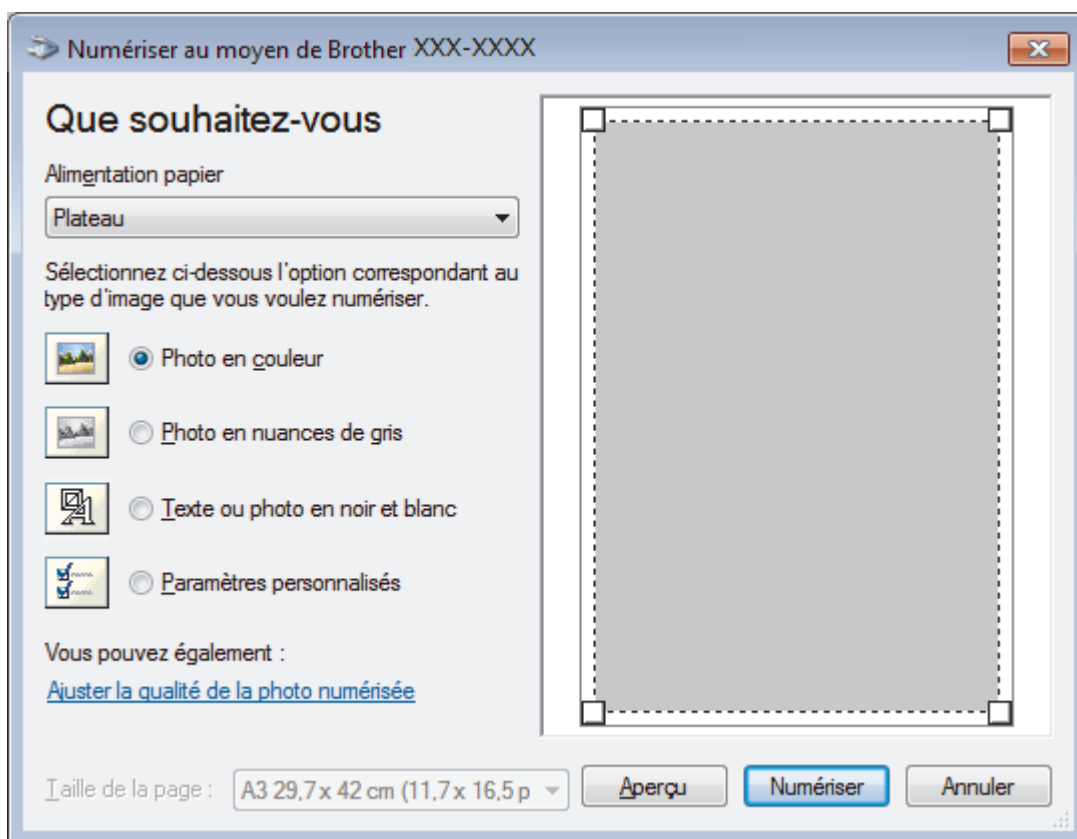 Numériser au moyen de Brother XXX-XXXX
Que souhaitez-vous
Alimentation papier
Plateau
Sélectionnez ci-dessous l'option correspondant au
type d'image que vous voulez numériser.
Photo en couleur
Photo en nuances de gris
Texte ou photo en noir et blanc
Paramètres personnalisés
Vous pouvez également :
Ajuster la qualité de la photo numérisée
Taille de la page : A3 29,7 x 42 cm (11,7 x 16,5 p
Aperçu Numériser Annuler